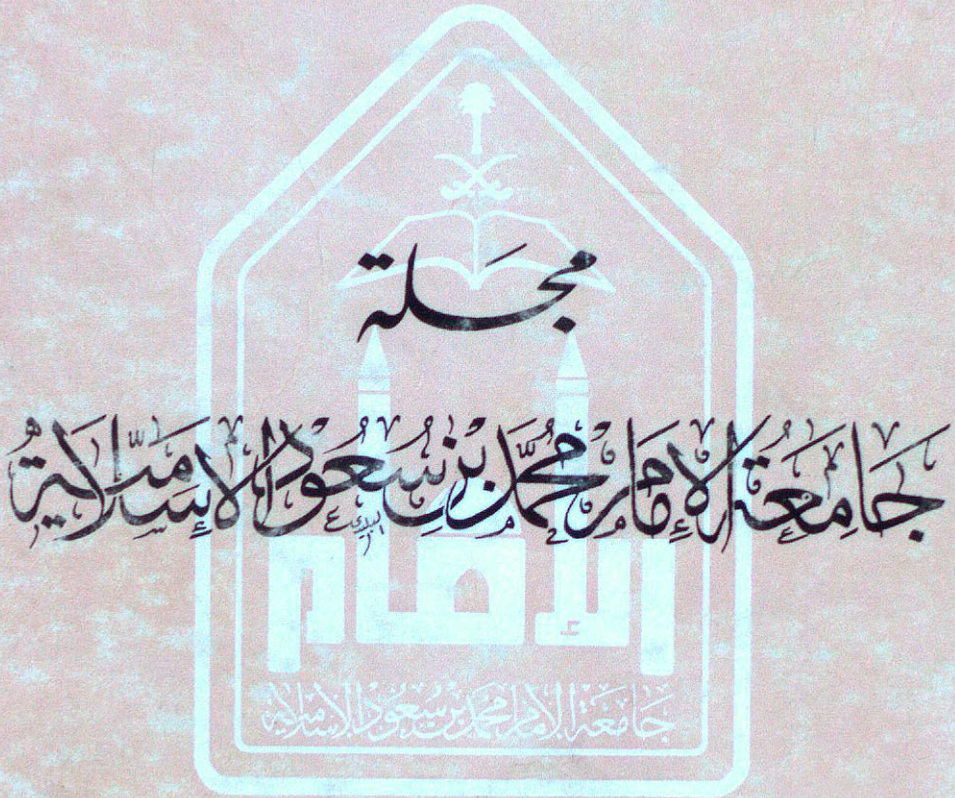 مجلة
جامعة الإمام محمد بن سعود الإسلامية
الإمام
جامعة الإمام محمد بن سعود الإسلامية